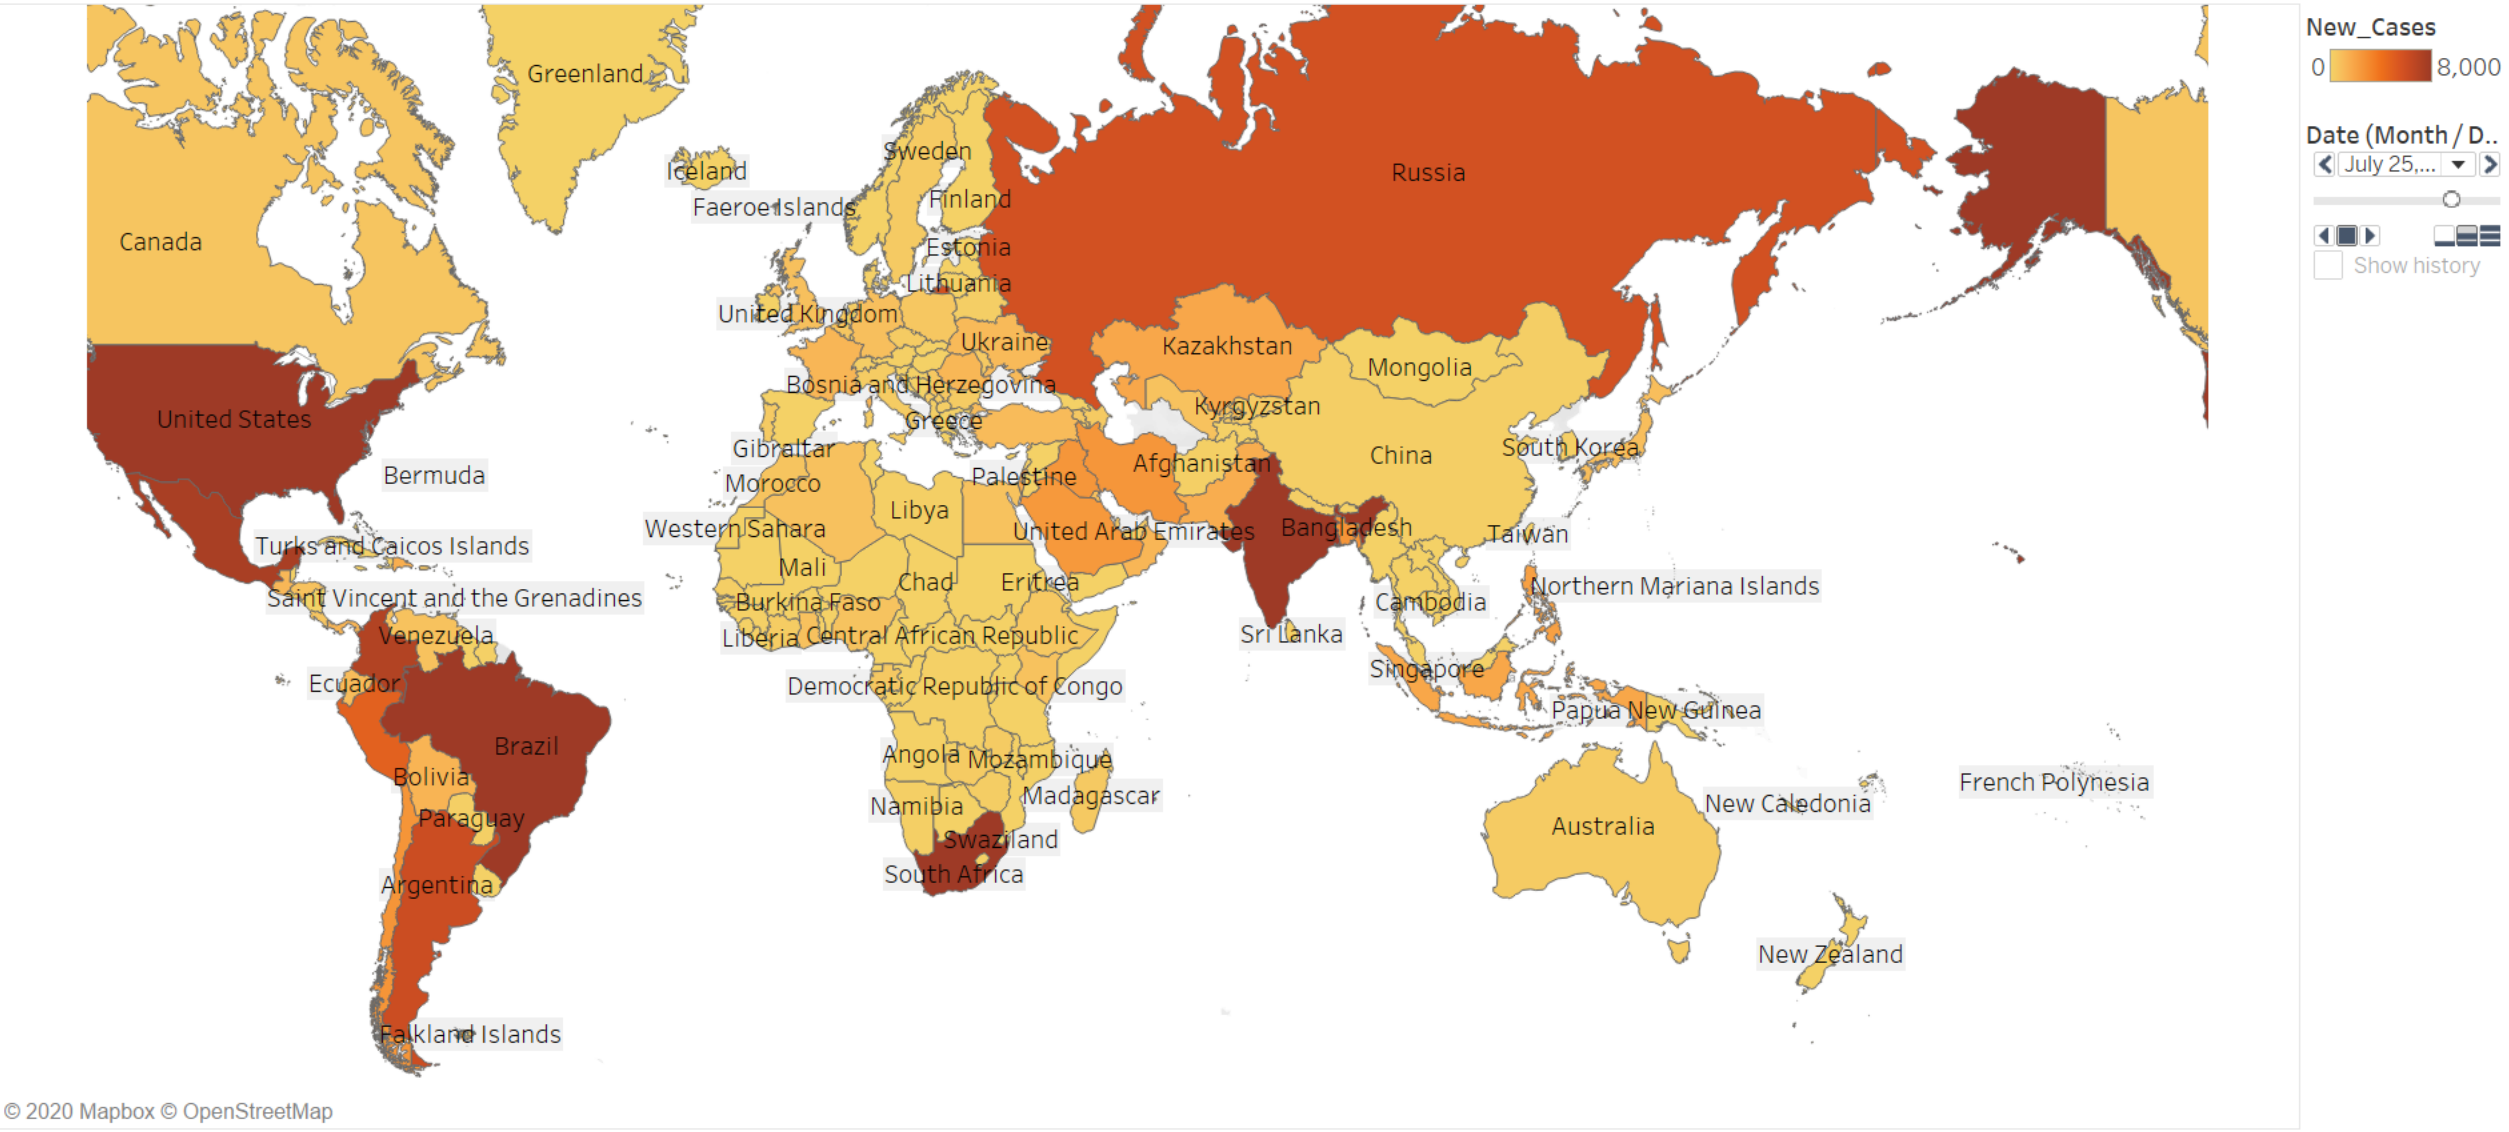 New_Cases
0 8,000
Date (Month / D..
July 25,...
Show history
Greenland
Iceland
Faeroe Islands
Sweden
Finland
Russia
Canada
Estonia
Lithuania
United Kingdom
Ukraine
Kazakhstan
Mongolia
Bosnia and Herzegovina
Kyrgyzstan
United States
Greece
Gibraltar
South Korea
China
Afghanistan
Bermuda
Palestine
Morocco
Libya
Western Sahara
United Arab Emirates
Bangladesh
Taiwan
Turks and Caicos Islands
Mali
Chad
Eritrea
Northern Mariana Islands
Saint Vincent and the Grenadines
Burkina Faso
Cambodia
Venezuela
Liberia
Central African Republic
Sri Lanka
Singapore
Ecuador
Democratic Republic of Congo
Papua New Guinea
Brazil
Angola
Mozambique
Bolivia
Madagascar
French Polynesia
Namibia
New Caledonia
Paraguay
Australia
Swaziland
South Africa
Argentina
New Zealand
Falkland Islands
© 2020 Mapbox © OpenStreetMap